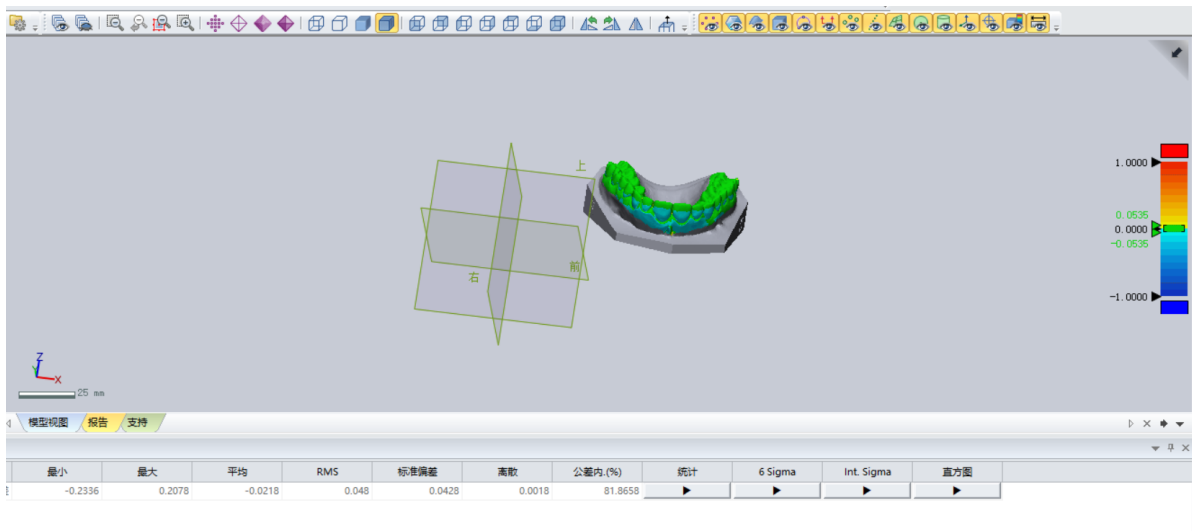 上
前
右
1.0000
0.0535
0.0000
-0.0535
-1.0000
Z
Y
X
25 mm
模型视图 报告 支持
最小 最大 平均 RMS 标准偏差 离散 公差内.(%) 统计 6 Sigma Int. Sigma 直方图
-0.2336 0.2078 -0.0218 0.048 0.0428 0.0018 81.8658